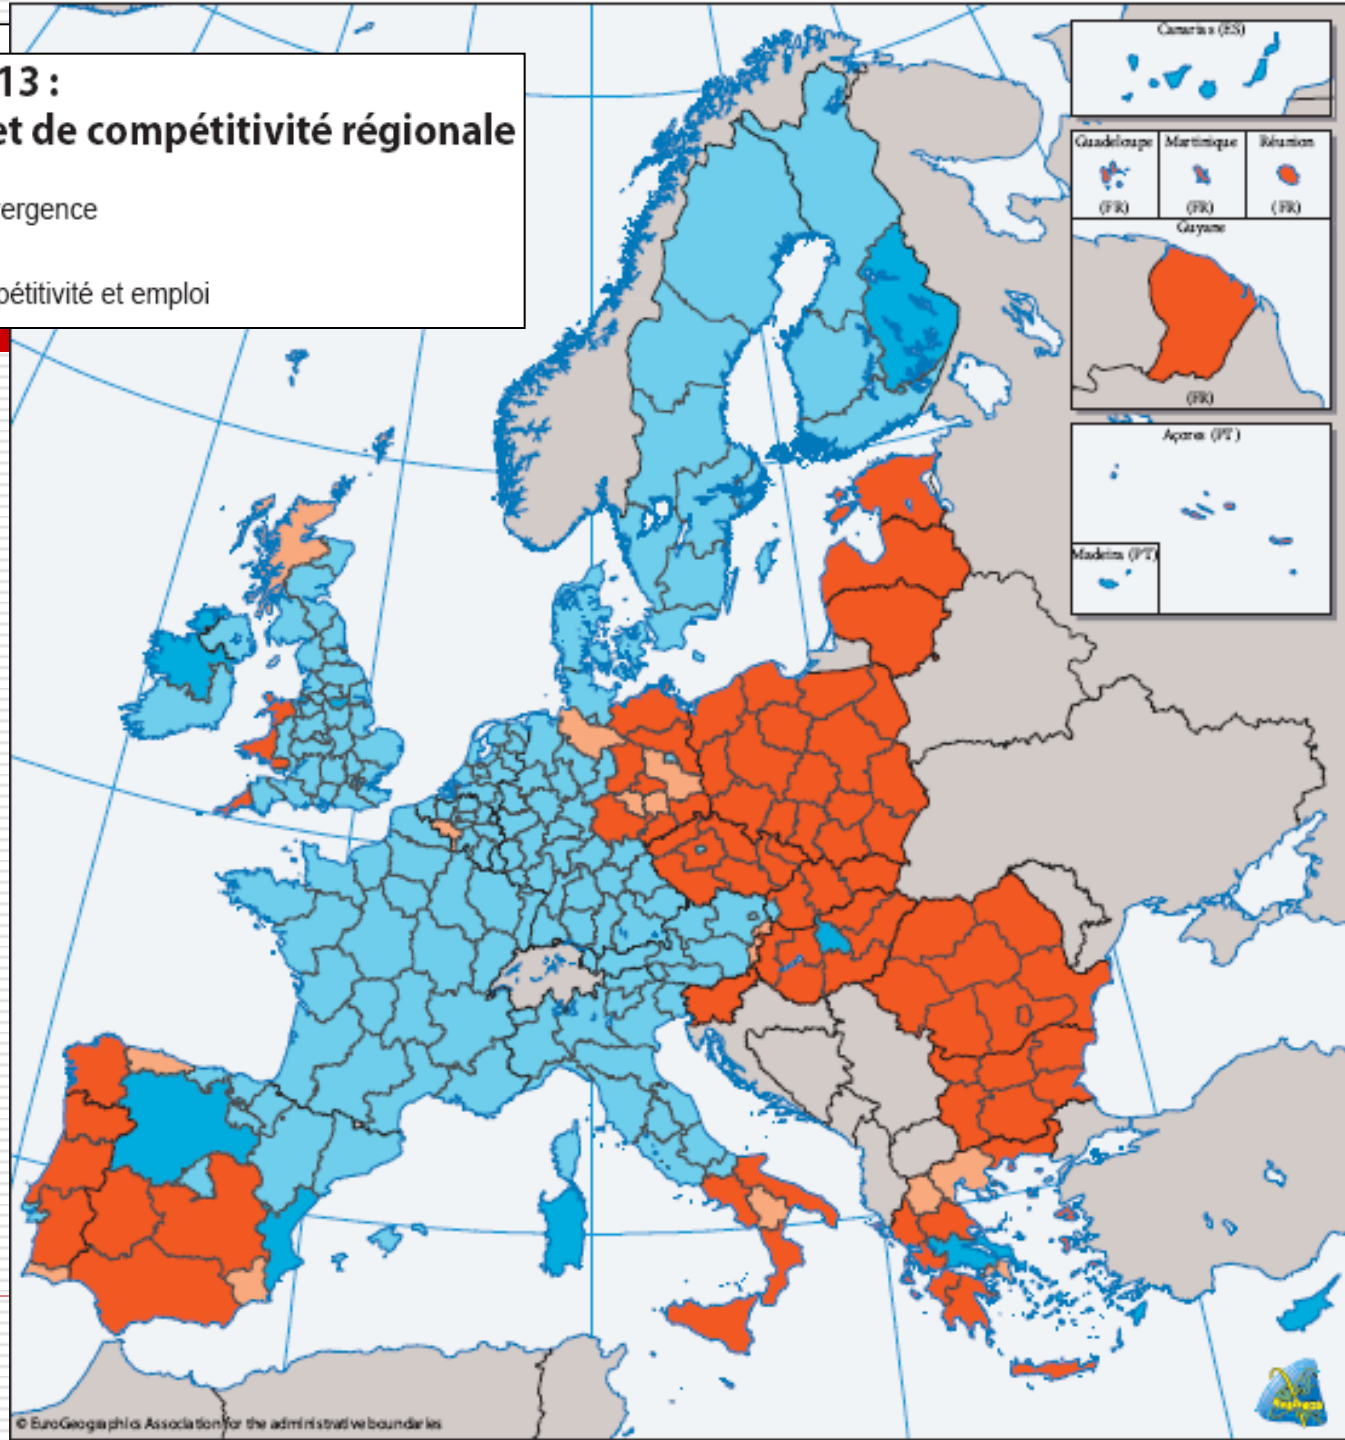 13 :
et de compétitivité régionale
vergence
pétitivité et emploi
Canarias (ES)
Guadeloupe
Martinique
Réunion
(FR)
(FR)
(FR)
Guyane
(FR)
Açores (PT)
Madeira (PT)
© EuroGeographics Association for the administrative boundaries